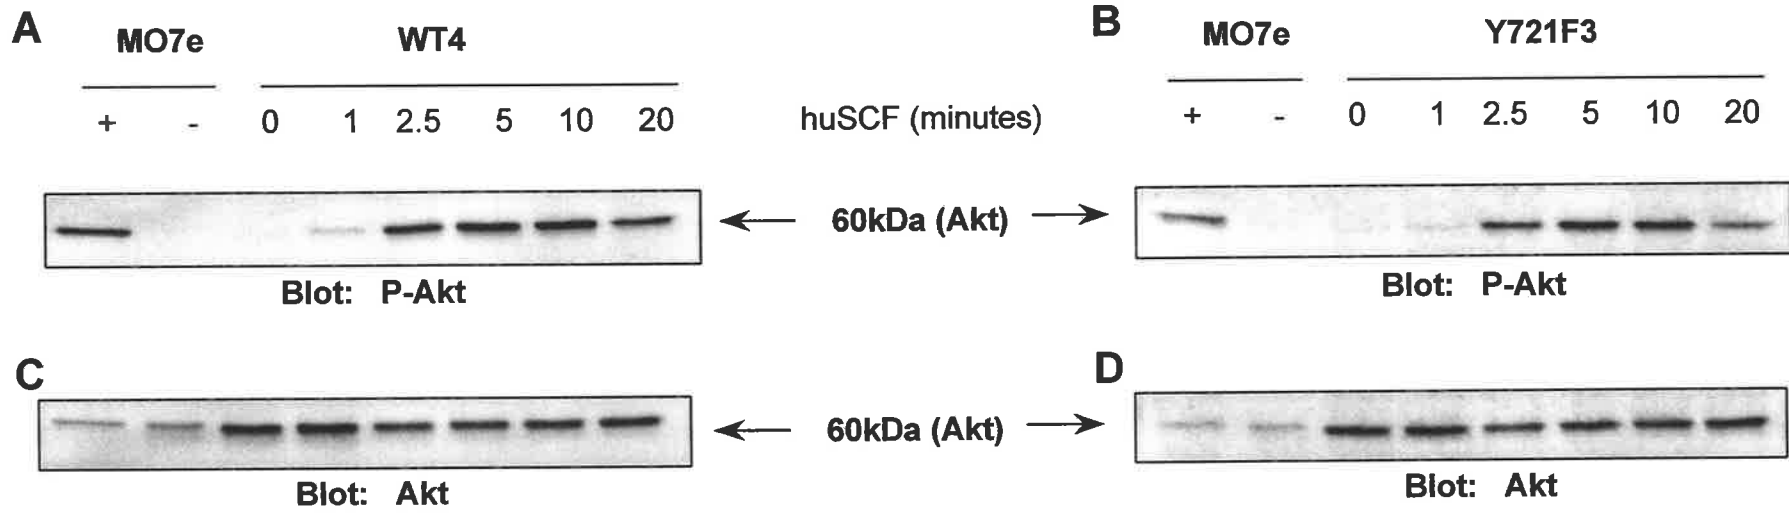 A
MO7e WT4
+ - 0 1 2.5 5 10 20
Blot: P-Akt
huSCF (minutes)
60kDa (Akt)
B
MO7e Y721F3
+ - 0 1 2.5 5 10 20
Blot: P-Akt
C
Blot: Akt
60kDa (Akt)
D
Blot: Akt